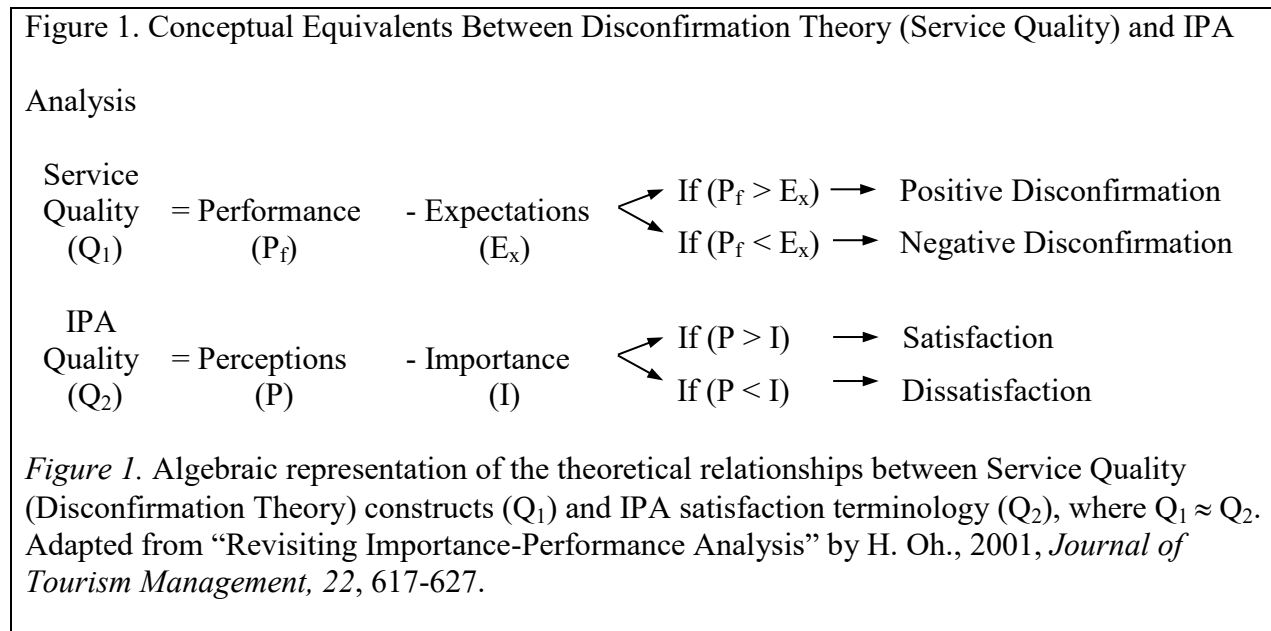 Figure 1. Conceptual Equivalents Between Disconfirmation Theory (Service Quality) and IPA
Analysis
Service
Quality = Performance - Expectations
(Q₁) (P_f) (Eₓ)
If (P_f > Eₓ) → Positive Disconfirmation
If (P_f < Eₓ) → Negative Disconfirmation
IPA
Quality = Perceptions - Importance
(Q₂) (P) (I)
If (P > I) → Satisfaction
If (P < I) → Dissatisfaction
Figure 1. Algebraic representation of the theoretical relationships between Service Quality
(Disconfirmation Theory) constructs (Q₁) and IPA satisfaction terminology (Q₂), where Q₁ ≈ Q₂.
Adapted from “Revisiting Importance-Performance Analysis” by H. Oh., 2001, Journal of
Tourism Management, 22, 617-627.